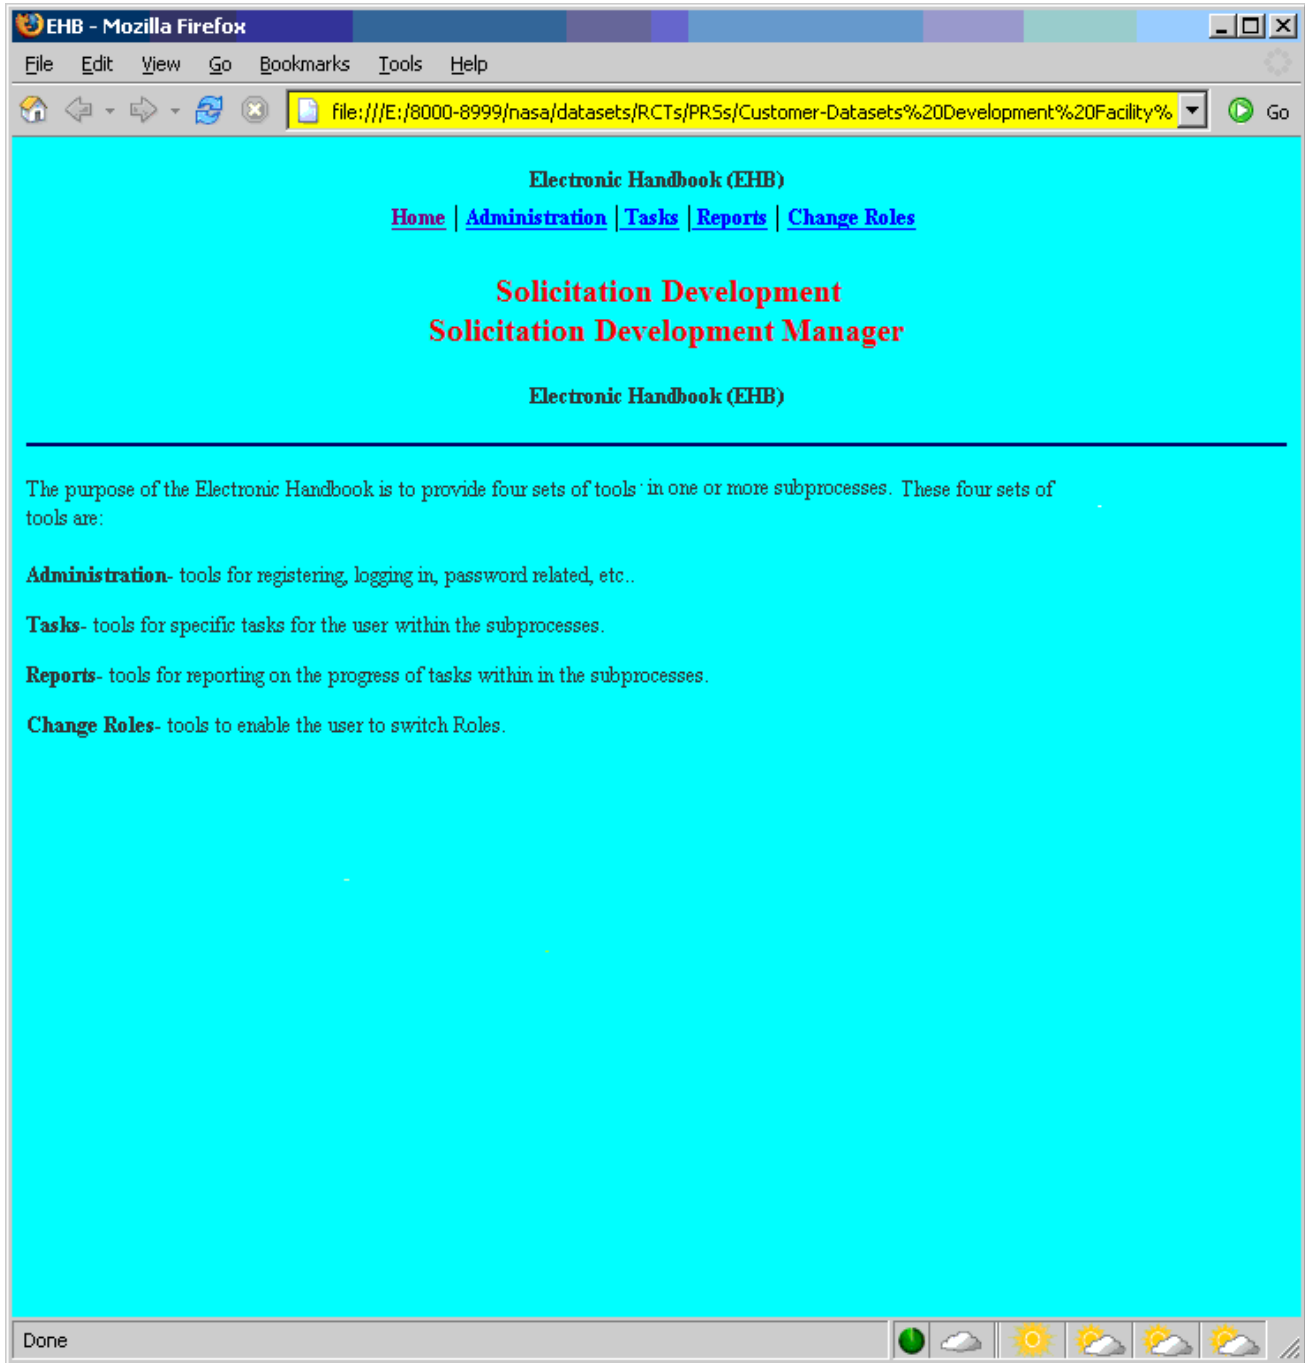 EHB - Mozilla Firefox
File Edit View Go Bookmarks Tools Help
file:///E:/8000-8999/nasa/datasets/RCTs/PRSs/Customer-Datasets%20Development%20Facility% Go
Electronic Handbook (EHB)
Home | Administration | Tasks | Reports | Change Roles
Solicitation Development
Solicitation Development Manager
Electronic Handbook (EHB)
The purpose of the Electronic Handbook is to provide four sets of tools in one or more subprocesses. These four sets of
tools are:
Administration- tools for registering, logging in, password related, etc..
Tasks- tools for specific tasks for the user within the subprocesses.
Reports- tools for reporting on the progress of tasks within in the subprocesses.
Change Roles- tools to enable the user to switch Roles.
Done